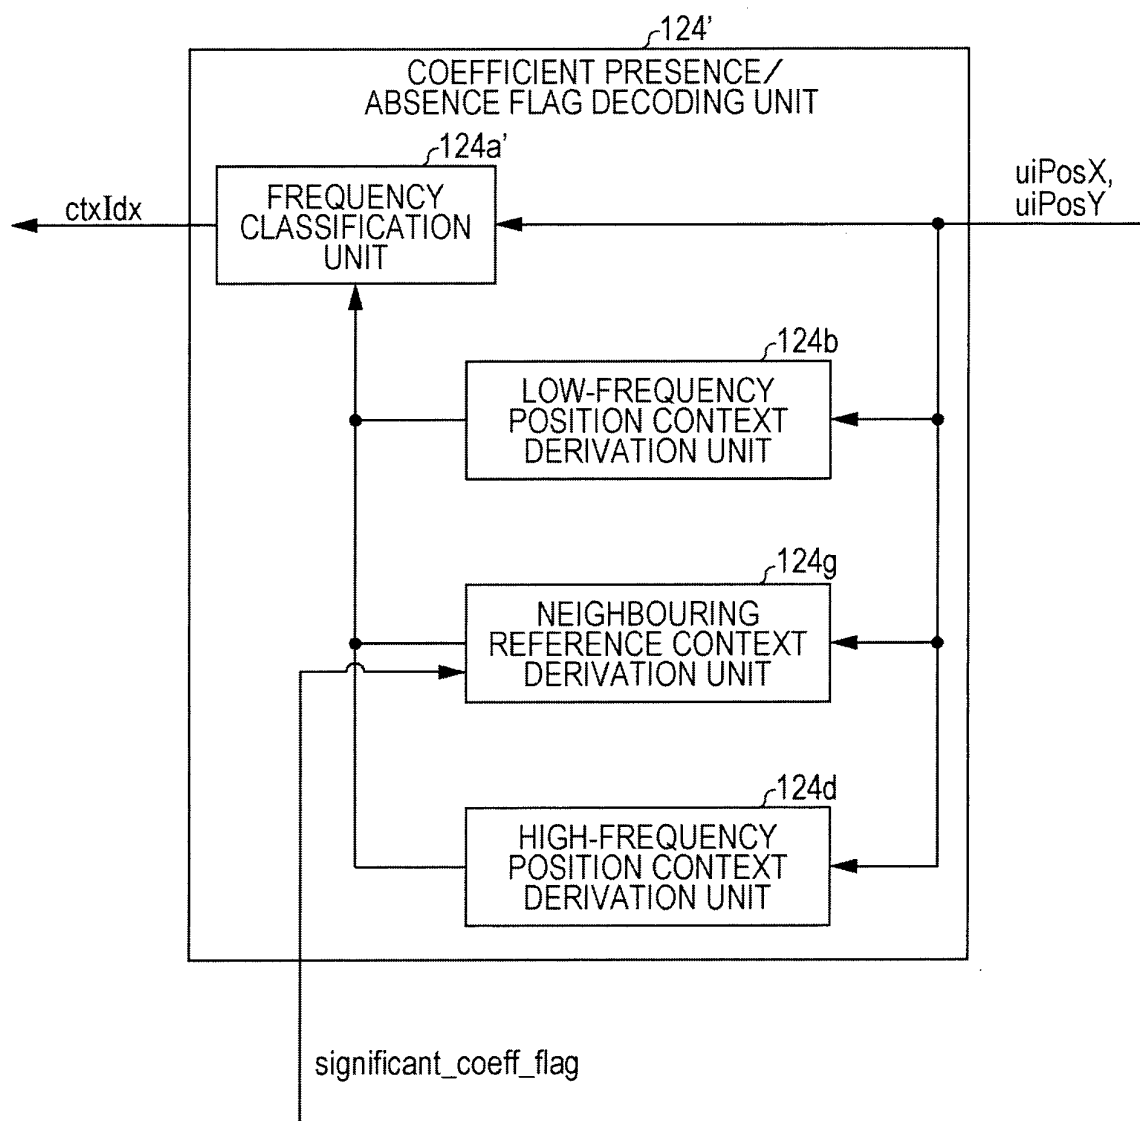 124'
COEFFICIENT PRESENCE/
ABSENCE FLAG DECODING UNIT
124a'
FREQUENCY
CLASSIFICATION
UNIT
ctxIdx
uiPosX,
uiPosY
124b
LOW-FREQUENCY
POSITION CONTEXT
DERIVATION UNIT
124g
NEIGHBOURING
REFERENCE CONTEXT
DERIVATION UNIT
124d
HIGH-FREQUENCY
POSITION CONTEXT
DERIVATION UNIT
significant_coeff_flag